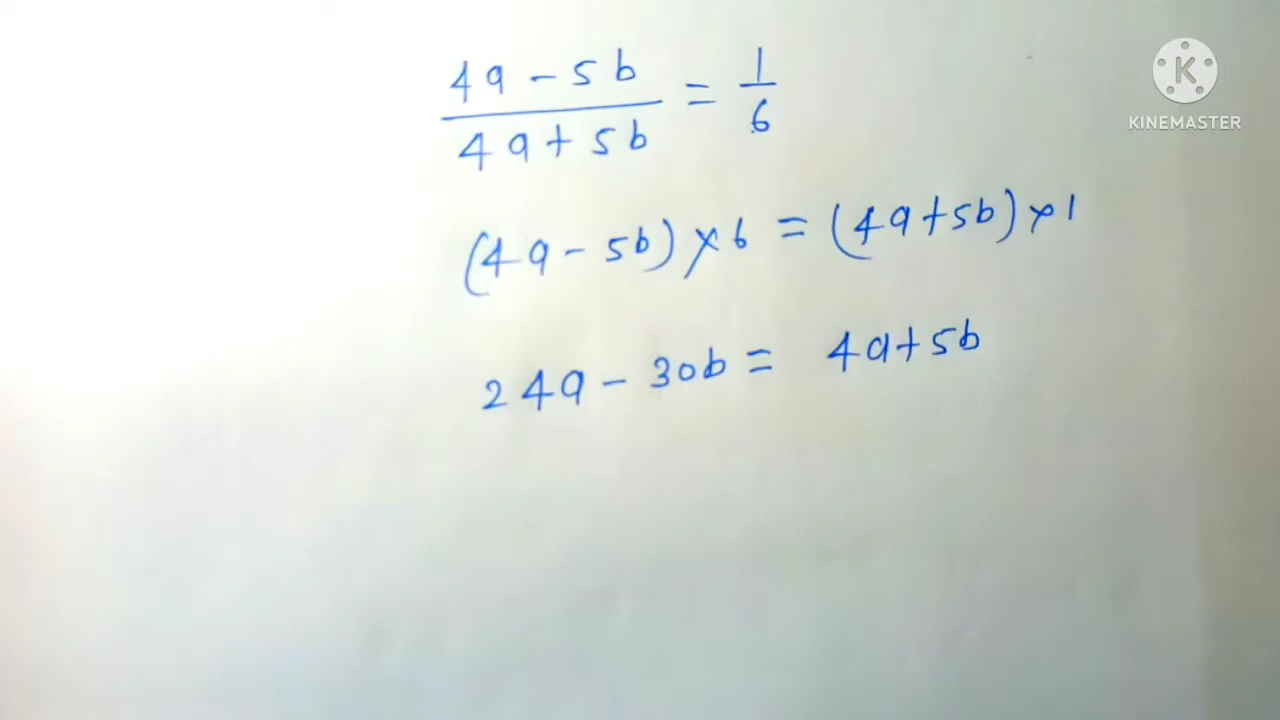 (4a - 5b) / (4a + 5b) = 1/6
K
KINEMASTER
(4a - 5b) × 6 = (4a + 5b) × 1
24a - 30b = 4a + 5b